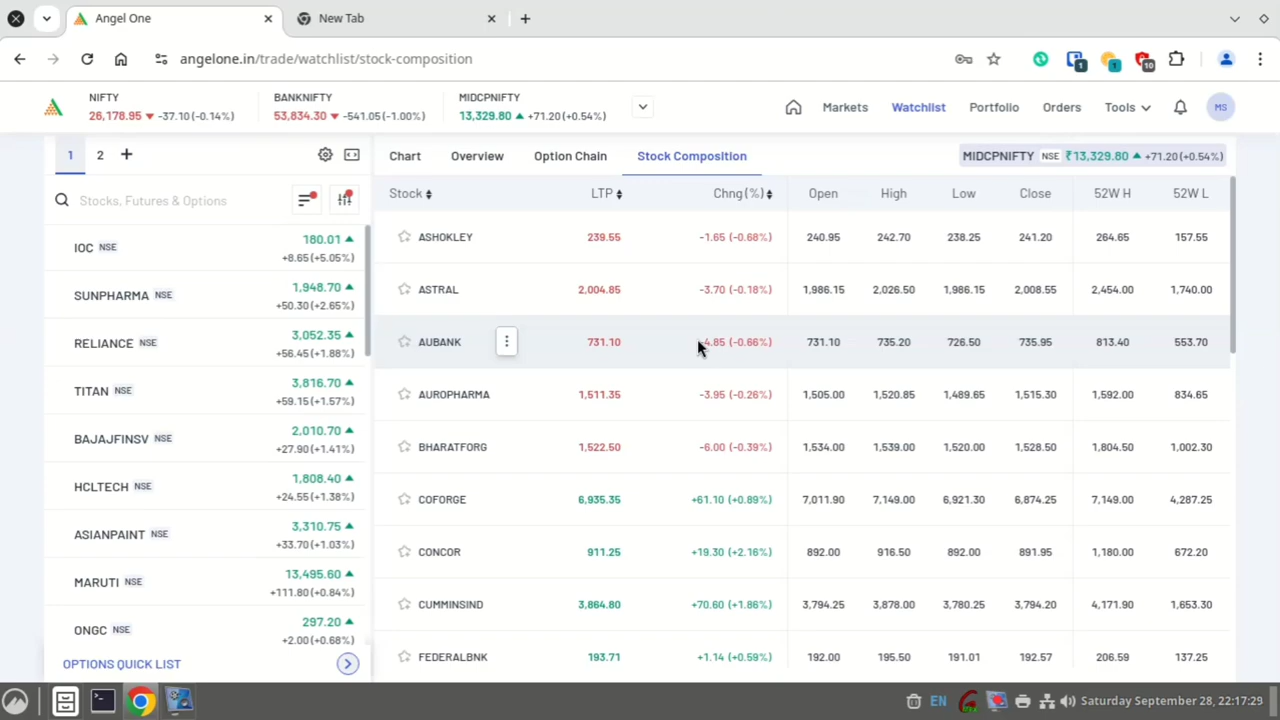 Angel One
New Tab
angelone.in/trade/watchlist/stock-composition
1
1
10
NIFTY
26,178.95 -37.10 (-0.14%)
BANKNIFTY
53,834.30 -541.05 (-1.00%)
MIDCPNIFTY
13,329.80 +71.20 (+0.54%)
Markets
Watchlist
Portfolio
Orders
Tools
MS
1 2
Stocks, Futures & Options
IOC NSE 180.01
+8.65 (+5.05%)
SUNPHARMA NSE 1,948.70
+50.30 (+2.65%)
RELIANCE NSE 3,052.35
+56.45 (+1.88%)
TITAN NSE 3,816.70
+59.15 (+1.57%)
BAJAJFINSV NSE 2,010.70
+27.90 (+1.41%)
HCLTECH NSE 1,808.40
+24.55 (+1.38%)
ASIANPAINT NSE 3,310.75
+33.70 (+1.03%)
MARUTI NSE 13,495.60
+111.80 (+0.84%)
ONGC NSE 297.20
+2.00 (+0.68%)
OPTIONS QUICK LIST
Chart Overview Option Chain Stock Composition
MIDCPNIFTY NSE ₹13,329.80 +71.20 (+0.54%)
Stock LTP Chng (%) Open High Low Close 52W H 52W L
ASHOKLEY 239.55 -1.65 (-0.68%) 240.95 242.70 238.25 241.20 264.65 157.55
ASTRAL 2,004.85 -3.70 (-0.18%) 1,986.15 2,026.50 1,986.15 2,008.55 2,454.00 1,740.00
AUBANK 731.10 -4.85 (-0.66%) 731.10 735.20 726.50 735.95 813.40 553.70
AUROPHARMA 1,511.35 -3.95 (-0.26%) 1,505.00 1,520.85 1,489.65 1,515.30 1,592.00 834.65
BHARATFORG 1,522.50 -6.00 (-0.39%) 1,534.00 1,539.00 1,520.00 1,528.50 1,804.50 1,002.30
COFORGE 6,935.35 +61.10 (+0.89%) 7,011.90 7,149.00 6,921.30 6,874.25 7,149.00 4,287.25
CONCOR 911.25 +19.30 (+2.16%) 892.00 916.50 892.00 891.95 1,180.00 672.20
CUMMINSIND 3,864.80 +70.60 (+1.86%) 3,794.25 3,878.00 3,780.25 3,794.20 4,171.90 1,653.30
FEDERALBNK 193.71 +1.14 (+0.59%) 192.00 195.50 191.01 192.57 206.59 137.25
EN
Saturday September 28, 22:17:29